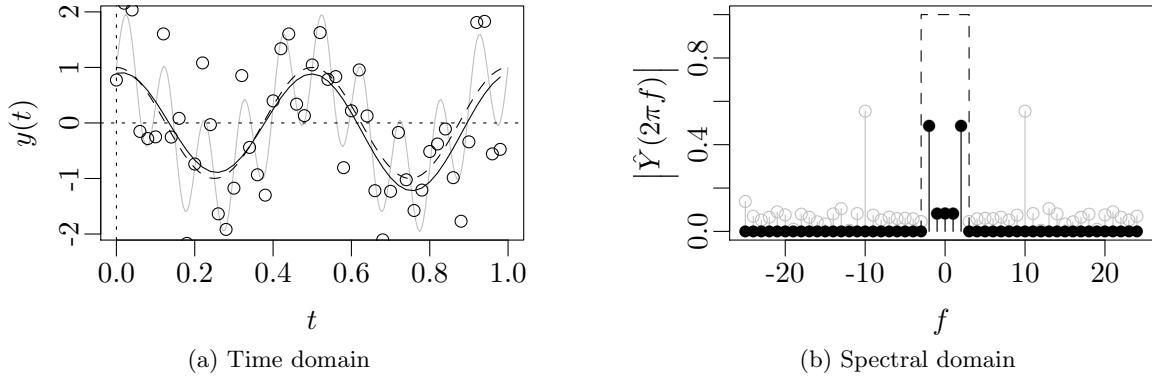 y(t)
2
1
0
-1
-2
0.0 0.2 0.4 0.6 0.8 1.0
t
(a) Time domain
|Ŷ(2πf)|
0.8
0.4
0.0
-20 -10 0 10 20
f
(b) Spectral domain